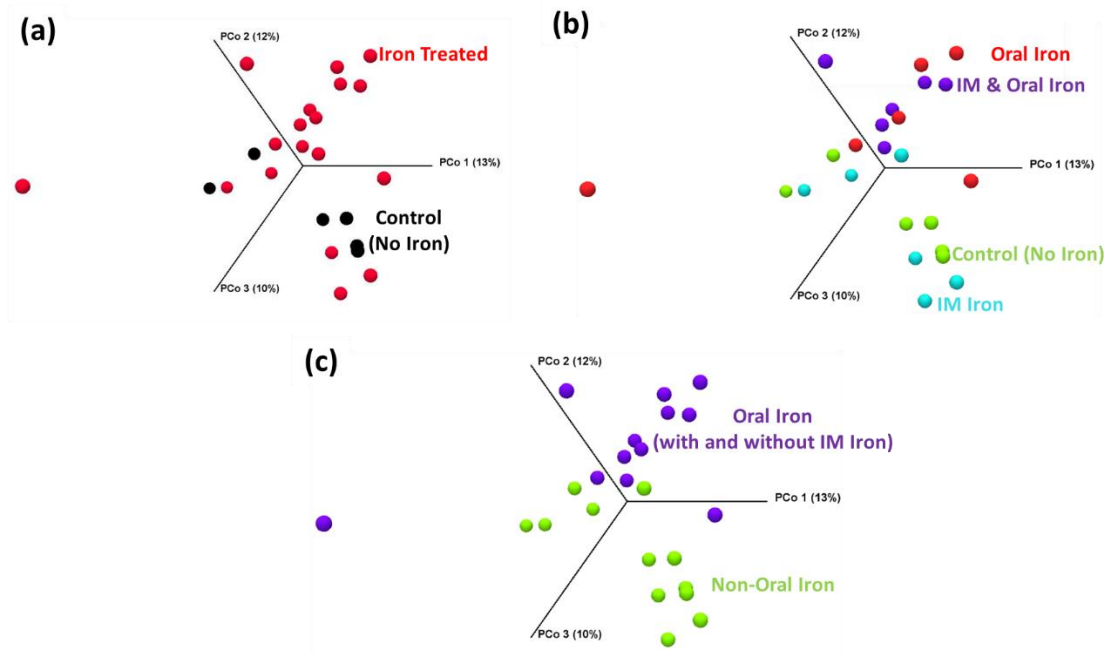 (a)
PCo 2 (12%)
Iron Treated
PCo 1 (13%)
Control
(No Iron)
PCo 3 (10%)
(b)
PCo 2 (12%)
Oral Iron
IM & Oral Iron
PCo 1 (13%)
Control (No Iron)
PCo 3 (10%)
IM Iron
(c)
PCo 2 (12%)
Oral Iron
(with and without IM Iron)
PCo 1 (13%)
Non-Oral Iron
PCo 3 (10%)